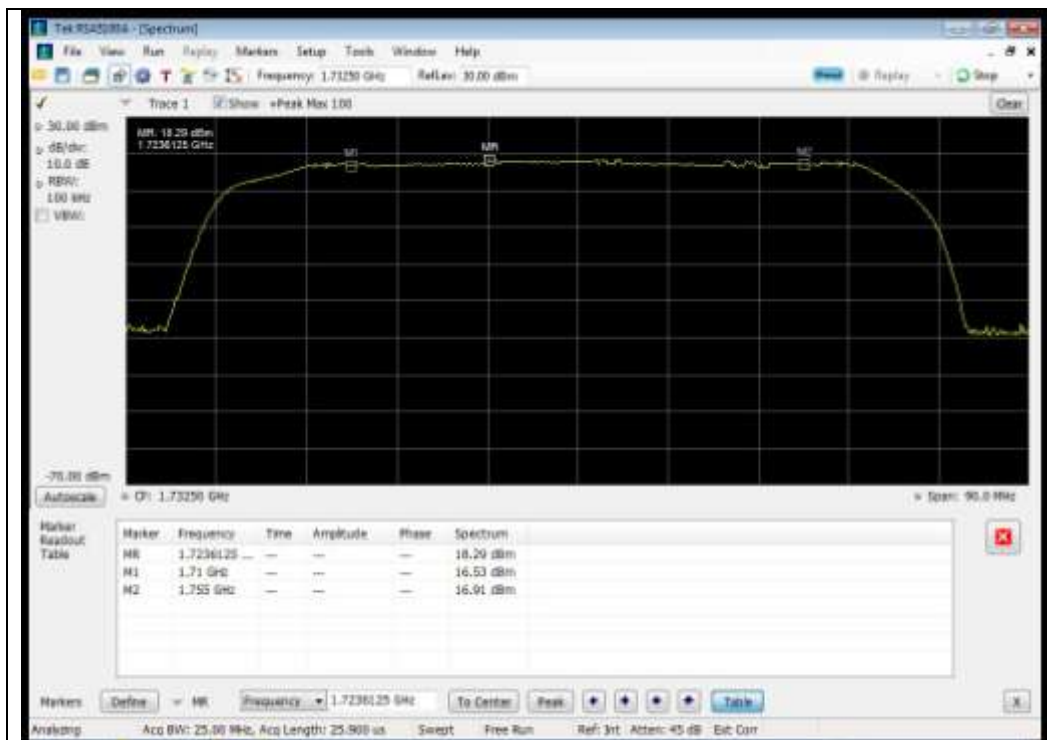 Tek RSA5100A - [Spectrum]
File View Run Replay Markers Setup Tools Window Help
Frequency: 1.73250 GHz RefLev: 30.00 dBm Replay Stop
Trace 1 Show +Peak Max 100 Clear
30.00 dBm
dB/div:
10.0 dB
RBW:
100 kHz
VBW:
MR: 18.29 dBm
1.7236125 GHz
M1
MR
M2
-70.00 dBm
Autoscale CF: 1.73250 GHz Span: 90.0 MHz
Marker
Readout
Table
Marker Frequency Time Amplitude Phase Spectrum
MR 1.7236125 ... --- --- --- 18.29 dBm
M1 1.71 GHz --- --- --- 16.53 dBm
M2 1.755 GHz --- --- --- 16.91 dBm
Markers Define MR Frequency 1.7236125 GHz To Center Peak Table X
Analyzing Acq BW: 25.00 MHz, Acq Length: 25.900 us Swept Free Run Ref: Int Atten: 45 dB Ext Corr